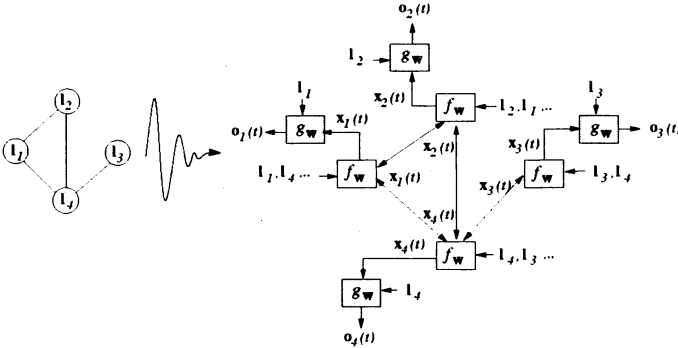 o2(t)
l2
gw
x2(t)
fw
l2, l1 ...
l1
l3
o1(t)
gw
x1(t)
x3(t)
gw
o3(t)
l2
l1
l3
l4
x2(t)
l1, l4 ...
fw
x1(t)
x3(t)
fw
l3, l4
x4(t)
x4(t)
fw
l4, l3 ...
gw
l4
o4(t)